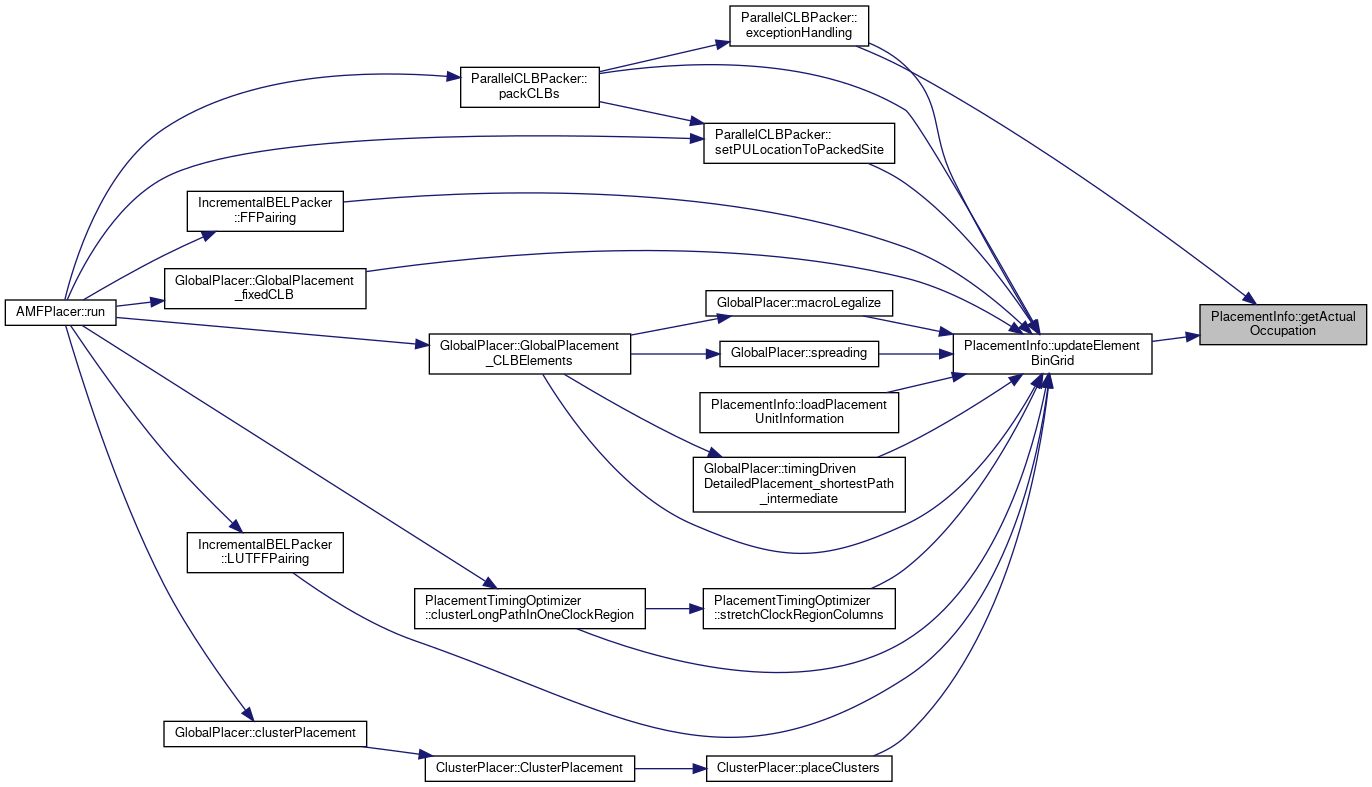 ParallelCLBPacker::
exceptionHandling
ParallelCLBPacker::
packCLBs
ParallelCLBPacker::
setPULocationToPackedSite
IncrementalBELPacker
::FFPairing
GlobalPlacer::GlobalPlacement
_fixedCLB
AMFPlacer::run
GlobalPlacer::macroLegalize
PlacementInfo::getActual
Occupation
GlobalPlacer::GlobalPlacement
_CLBElements
GlobalPlacer::spreading
PlacementInfo::updateElement
BinGrid
PlacementInfo::loadPlacement
UnitInformation
GlobalPlacer::timingDriven
DetailedPlacement_shortestPath
_intermediate
IncrementalBELPacker
::LUTFFPairing
PlacementTimingOptimizer
::clusterLongPathInOneClockRegion
PlacementTimingOptimizer
::stretchClockRegionColumns
GlobalPlacer::clusterPlacement
ClusterPlacer::ClusterPlacement
ClusterPlacer::placeClusters